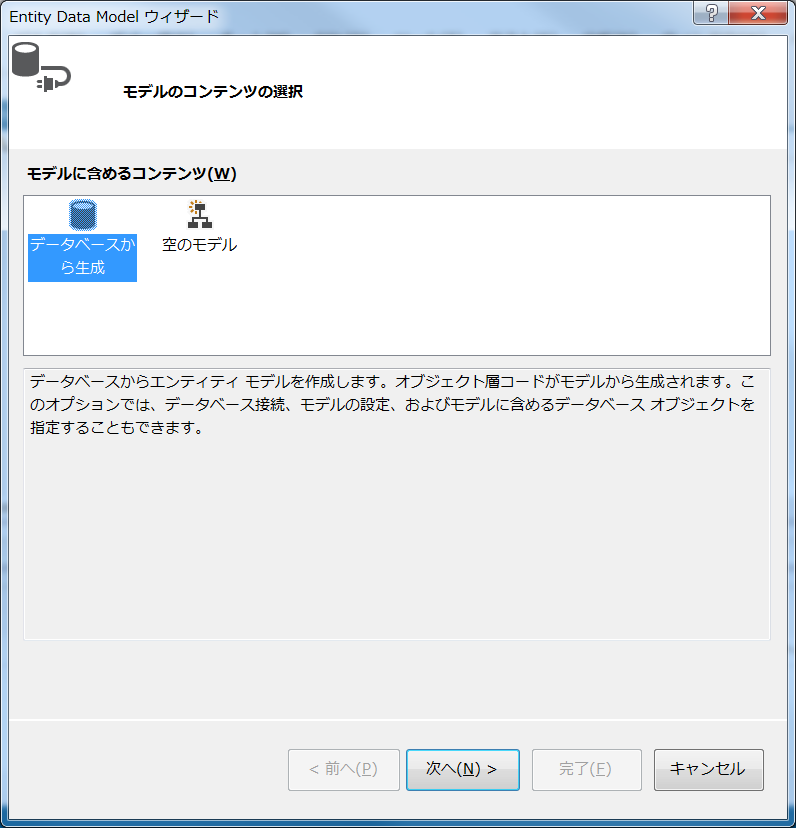 Entity Data Model ウィザード
モデルのコンテンツの選択
モデルに含めるコンテンツ(W)
データベースか
ら生成
空のモデル
データベースからエンティティ モデルを作成します。オブジェクト層コードがモデルから生成されます。こ
のオプションでは、データベース接続、モデルの設定、およびモデルに含めるデータベース オブジェクトを
指定することもできます。
< 前へ(P)
次へ(N) >
完了(F)
キャンセル